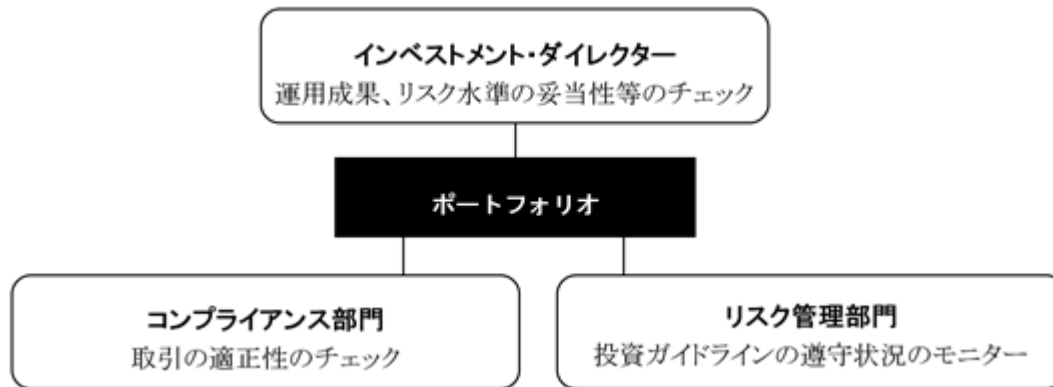 インベストメント・ダイレクター
運用成果、リスク水準の妥当性等のチェック
ポートフォリオ
コンプライアンス部門
取引の適正性のチェック
リスク管理部門
投資ガイドラインの遵守状況のモニター